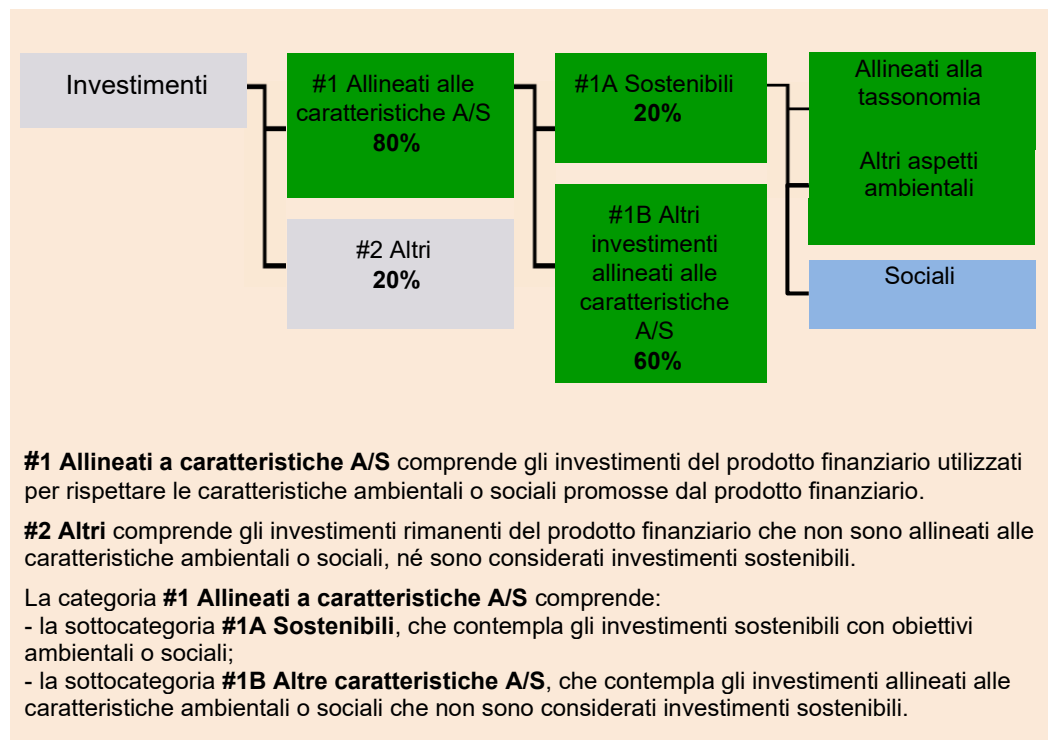 Investimenti
#1 Allineati alle
caratteristiche A/S
80%
#2 Altri
20%
#1A Sostenibili
20%
#1B Altri
investimenti
allineati alle
caratteristiche
A/S
60%
Allineati alla
tassonomia
Altri aspetti
ambientali
Sociali
#1 Allineati a caratteristiche A/S comprende gli investimenti del prodotto finanziario utilizzati
per rispettare le caratteristiche ambientali o sociali promosse dal prodotto finanziario.
#2 Altri comprende gli investimenti rimanenti del prodotto finanziario che non sono allineati alle
caratteristiche ambientali o sociali, né sono considerati investimenti sostenibili.
La categoria #1 Allineati a caratteristiche A/S comprende:
- la sottocategoria #1A Sostenibili, che contempla gli investimenti sostenibili con obiettivi
ambientali o sociali;
- la sottocategoria #1B Altre caratteristiche A/S, che contempla gli investimenti allineati alle
caratteristiche ambientali o sociali che non sono considerati investimenti sostenibili.